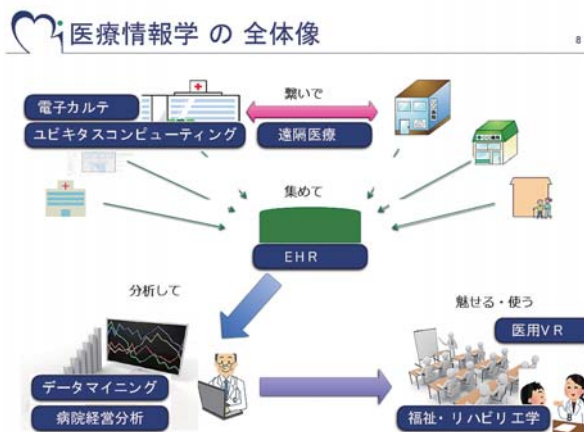 医療情報学 の 全体像
8
電子カルテ
ユビキタスコンピューティング
繋いで
遠隔医療
集めて
EHR
分析して
データマイニング
病院経営分析
魅せる・使う
医用VR
福祉・リハビリ工学